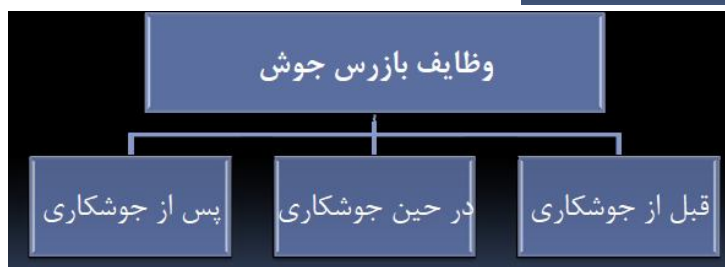 وظایف بازرس جوش
قبل از جوشکاری
در حین جوشکاری
پس از جوشکاری